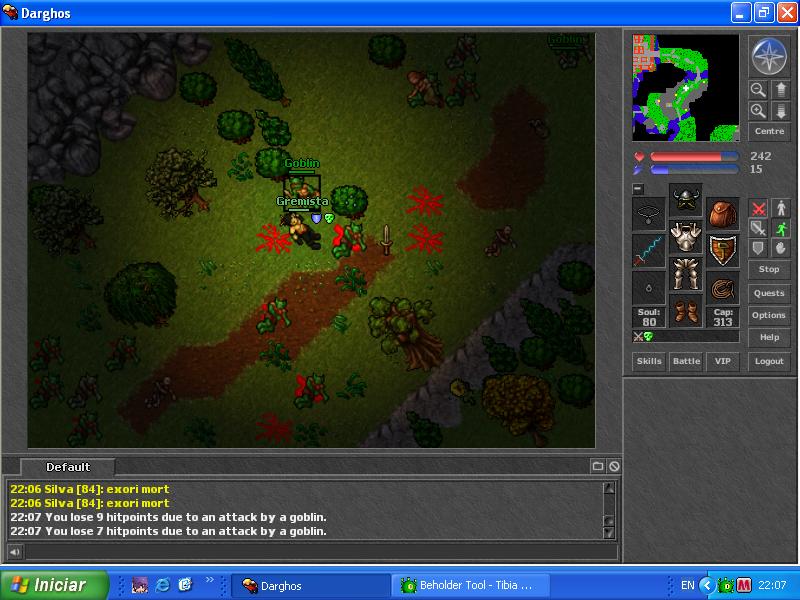 Darghos
Goblin
Goblin
Gremista
Centre
242
15
Soul:
80
Cap:
313
Stop
Quests
Options
Help
Skills
Battle
VIP
Logout
Default
22:06 Silva [84]: exori mort
22:06 Silva [84]: exori mort
22:07 You lose 9 hitpoints due to an attack by a goblin.
22:07 You lose 7 hitpoints due to an attack by a goblin.
Iniciar
Darghos
Beholder Tool - Tibia ...
EN
22:07